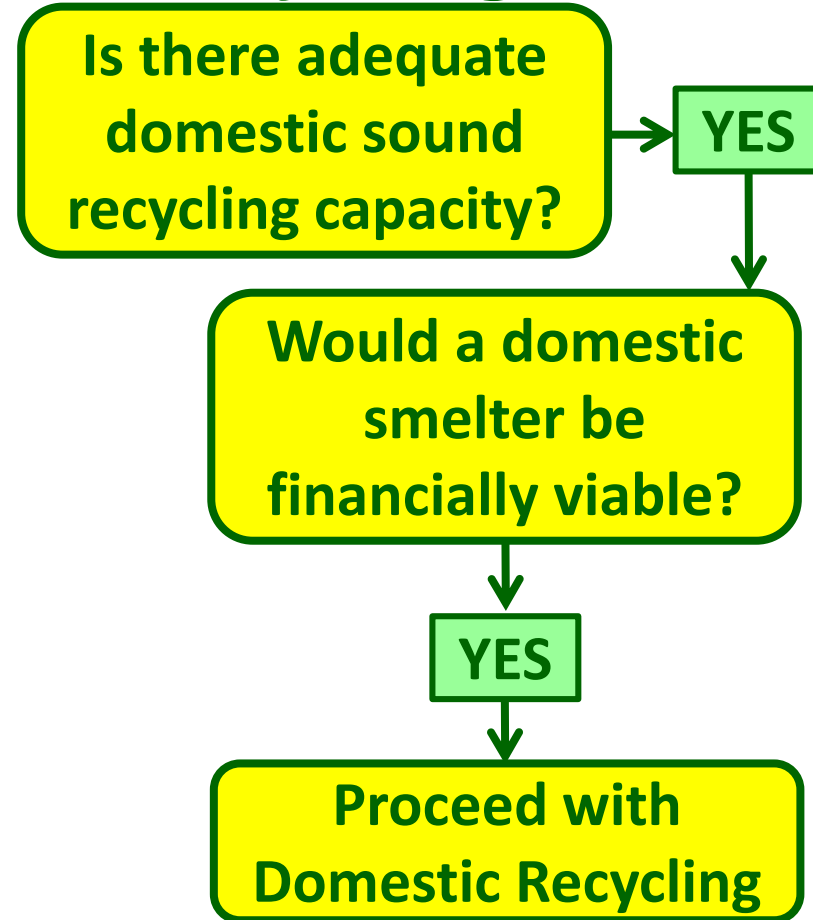 Is there adequate
domestic sound
recycling capacity?
YES
Would a domestic
smelter be
financially viable?
YES
Proceed with
Domestic Recycling